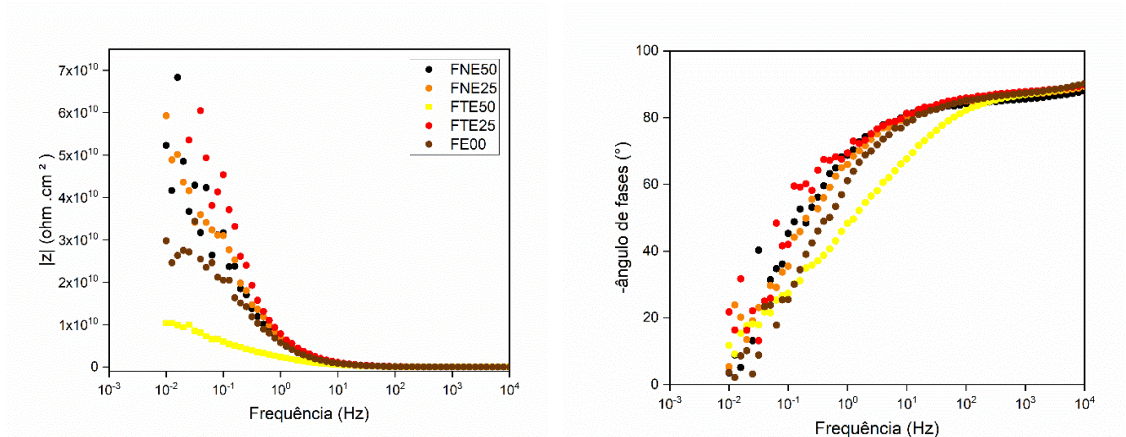 7x10¹⁰
6x10¹⁰
5x10¹⁰
4x10¹⁰
3x10¹⁰
2x10¹⁰
1x10¹⁰
0
|z| (ohm .cm ² )
FNE50
FNE25
FTE50
FTE25
FE00
10⁻³ 10⁻² 10⁻¹ 10⁰ 10¹ 10² 10³ 10⁴
Frequência (Hz)
100
80
60
40
20
0
-ângulo de fases (°)
10⁻³ 10⁻² 10⁻¹ 10⁰ 10¹ 10² 10³ 10⁴
Frequência (Hz)